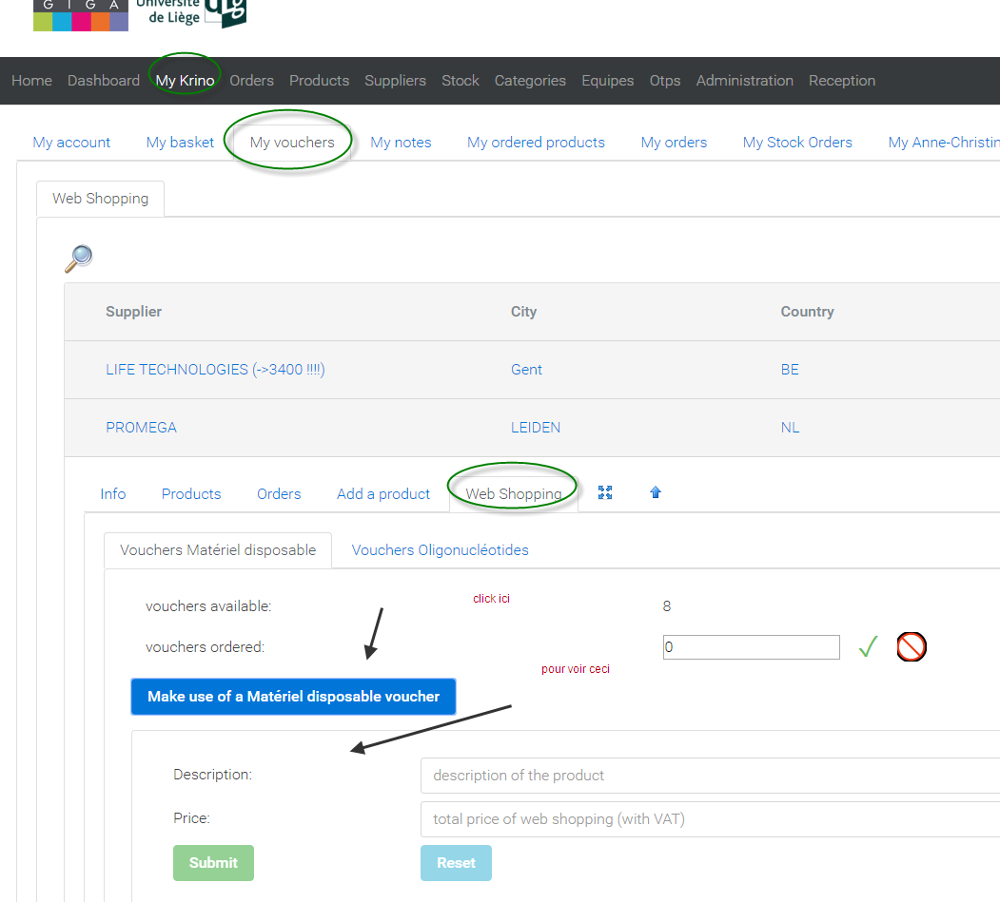 GIGA
Université
de Liège
Home Dashboard My Krino Orders Products Suppliers Stock Categories Equipes Otps Administration Reception
My account My basket My vouchers My notes My ordered products My orders My Stock Orders My Anne-Christin
Web Shopping
Supplier City Country
LIFE TECHNOLOGIES (->3400 !!!!) Gent BE
PROMEGA LEIDEN NL
Info Products Orders Add a product Web Shopping
Vouchers Matériel disposable Vouchers Oligonucléotides
click ici
vouchers available: 8
vouchers ordered: 0
pour voir ceci
Make use of a Matériel disposable voucher
Description: description of the product
Price: total price of web shopping (with VAT)
Submit Reset